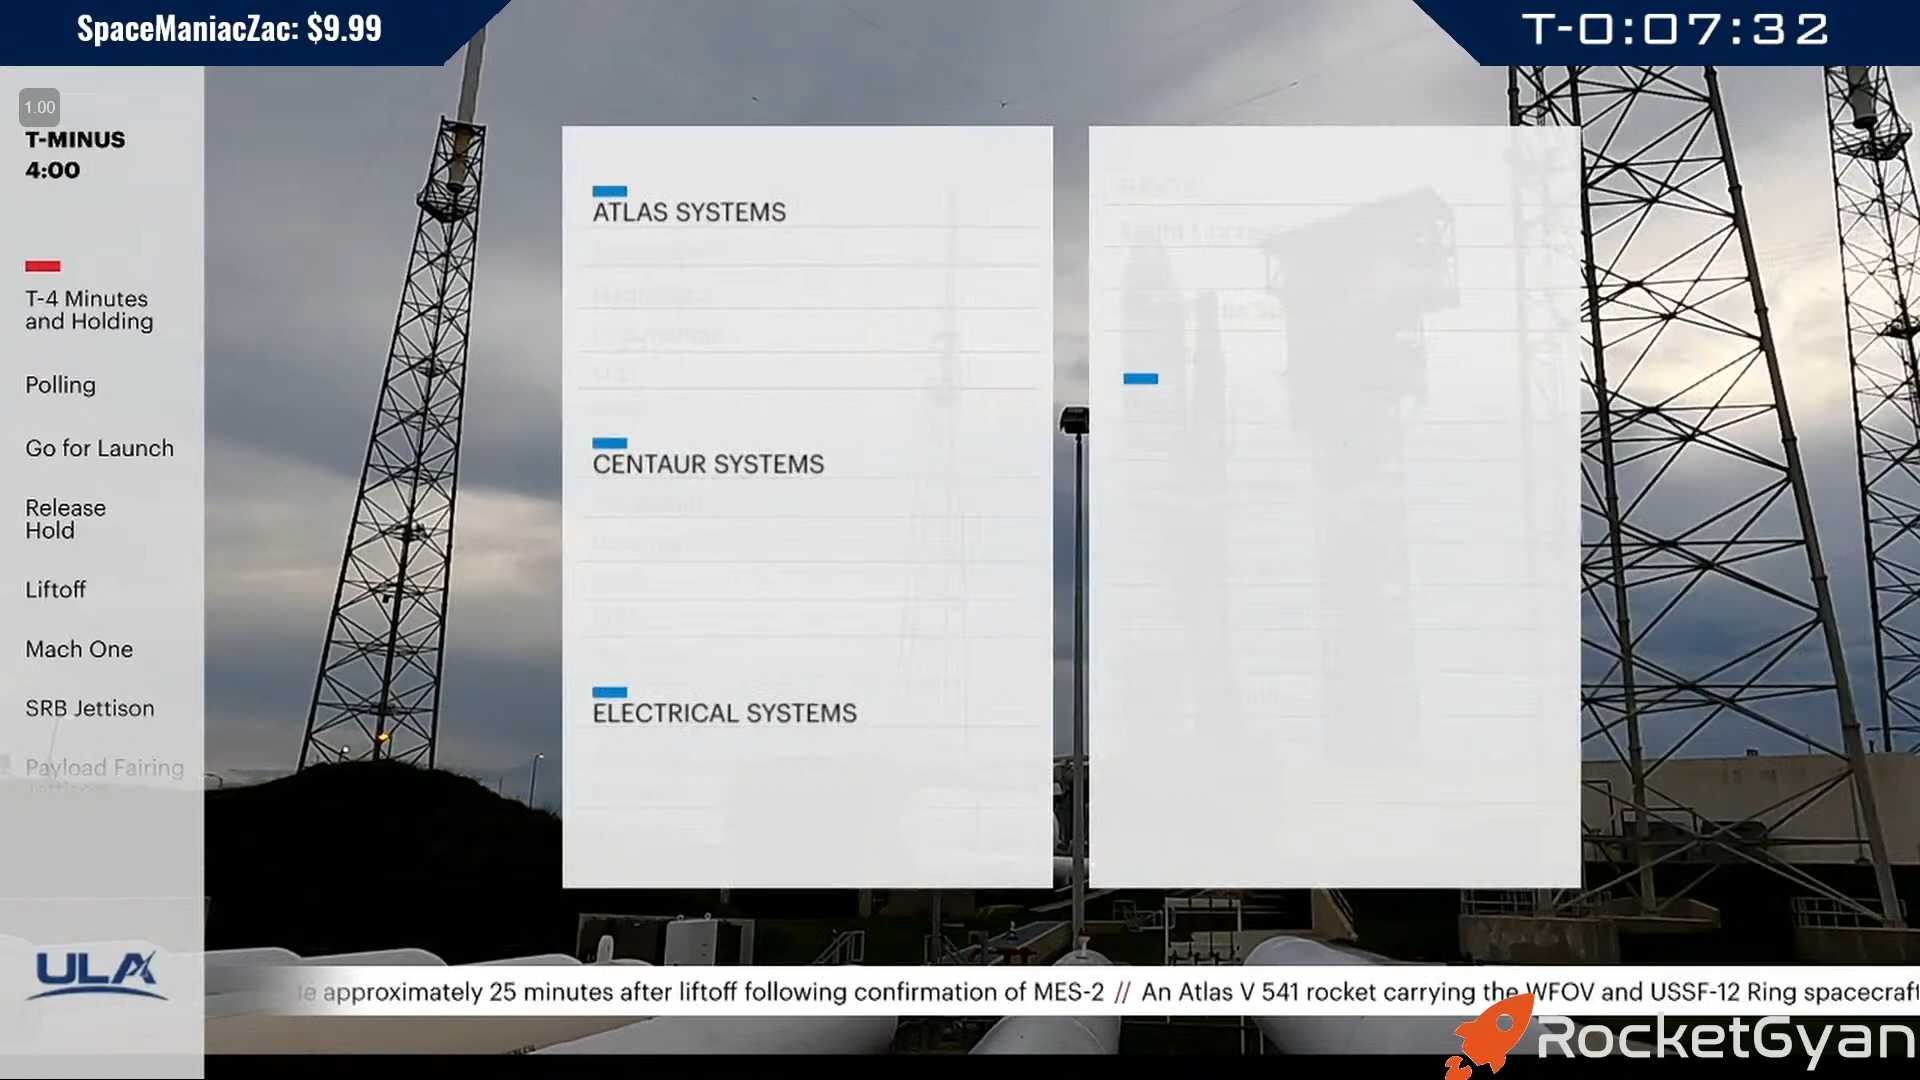 SpaceManiacZac: $9.99
T-0:07:32
1.00
T-MINUS
4:00
T-4 Minutes
and Holding
Polling
Go for Launch
Release
Hold
Liftoff
Mach One
SRB Jettison
Payload Fairing
Jettison
ATLAS SYSTEMS
CENTAUR SYSTEMS
ELECTRICAL SYSTEMS
ULA
approximately 25 minutes after liftoff following confirmation of MES-2 // An Atlas V 541 rocket carrying the WFOV and USSF-12 Ring spacecraft
RocketGyan